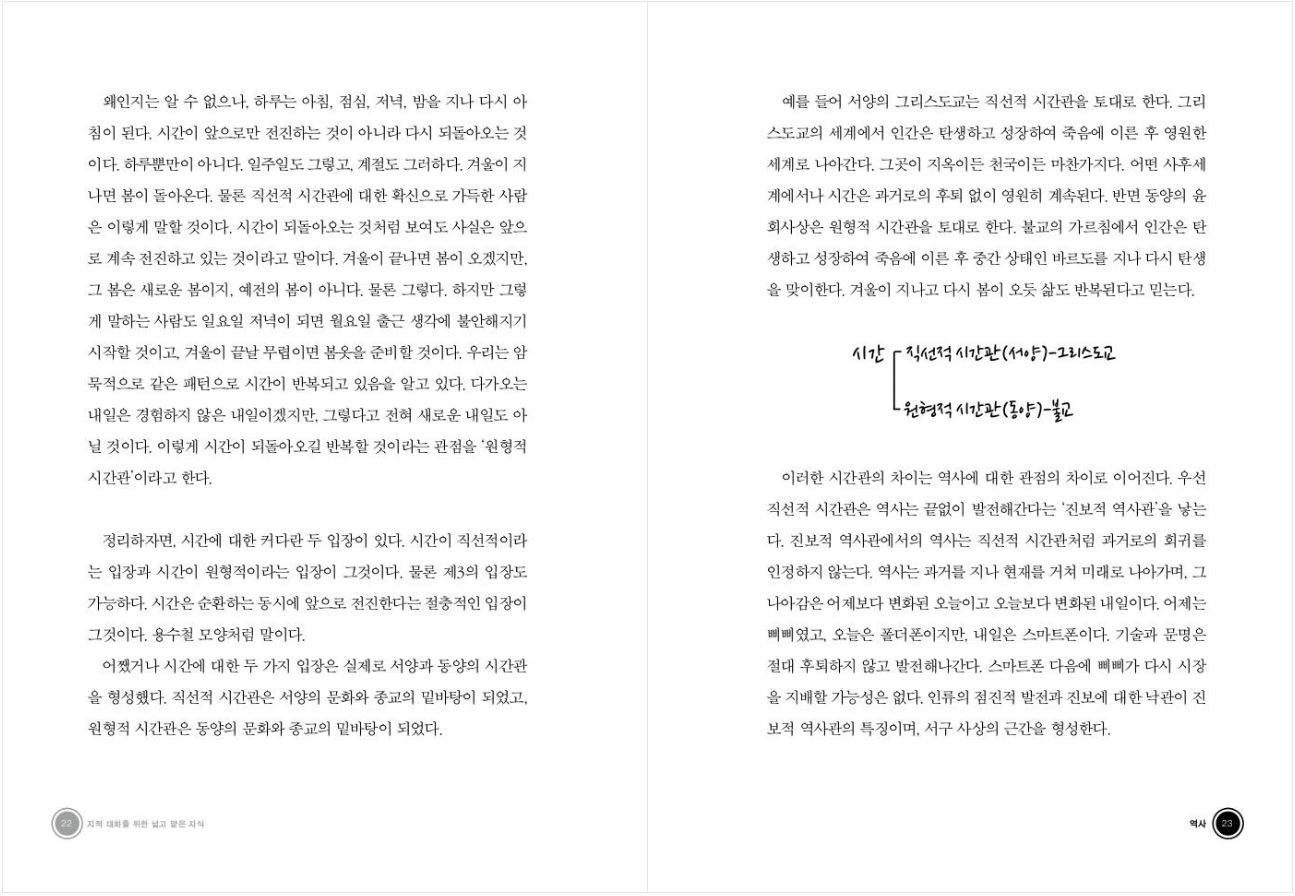 왜인지는 알 수 없으나, 하루는 아침, 점심, 저녁, 밤을 지나 다시 아
침이 된다. 시간이 앞으로만 전진하는 것이 아니라 다시 되돌아오는 것
이다. 하루뿐만이 아니다. 일주일도 그렇고, 계절도 그러하다. 겨울이 지
나면 봄이 돌아온다. 물론 직선적 시간관에 대한 확신으로 가득한 사람
은 이렇게 말할 것이다. 시간이 되돌아오는 것처럼 보여도 사실은 앞으
로 계속 전진하고 있는 것이라고 말이다. 겨울이 끝나면 봄이 오겠지만,
그 봄은 새로운 봄이지, 예전의 봄이 아니다. 물론 그렇다. 하지만 그렇
게 말하는 사람도 일요일 저녁이 되면 월요일 출근 생각에 불안해지기
시작할 것이고, 겨울이 끝날 무렵이면 봄옷을 준비할 것이다. 우리는 암
묵적으로 같은 패턴으로 시간이 반복되고 있음을 알고 있다. 다가오는
내일은 경험하지 않은 내일이겠지만, 그렇다고 전혀 새로운 내일도 아
닐 것이다. 이렇게 시간이 되돌아오길 반복할 것이라는 관점을 ‘원형적
시간관’이라고 한다.
정리하자면, 시간에 대한 커다란 두 입장이 있다. 시간이 직선적이라
는 입장과 시간이 원형적이라는 입장이 그것이다. 물론 제3의 입장도
가능하다. 시간은 순환하는 동시에 앞으로 전진한다는 절충적인 입장이
그것이다. 용수철 모양처럼 말이다.
어쨌거나 시간에 대한 두 가지 입장은 실제로 서양과 동양의 시간관
을 형성했다. 직선적 시간관은 서양의 문화와 종교의 밑바탕이 되었고,
원형적 시간관은 동양의 문화와 종교의 밑바탕이 되었다.
22 지적 대화를 위한 넓고 얕은 지식
예를 들어 서양의 그리스도교는 직선적 시간관을 토대로 한다. 그리
스도교의 세계에서 인간은 탄생하고 성장하여 죽음에 이른 후 영원한
세계로 나아간다. 그곳이 지옥이든 천국이든 마찬가지다. 어떤 사후세
계에서나 시간은 과거로의 후퇴 없이 영원히 계속된다. 반면 동양의 윤
회사상은 원형적 시간관을 토대로 한다. 불교의 가르침에서 인간은 탄
생하고 성장하여 죽음에 이른 후 중간 상태인 바르도를 지나 다시 탄생
을 맞이한다. 겨울이 지나고 다시 봄이 오듯 삶도 반복된다고 믿는다.
시간 직선적 시간관(서양)-그리스도교
원형적 시간관(동양)-불교
이러한 시간관의 차이는 역사에 대한 관점의 차이로 이어진다. 우선
직선적 시간관은 역사는 끝없이 발전해간다는 ‘진보적 역사관’을 낳는
다. 진보적 역사관에서의 역사는 직선적 시간관처럼 과거로의 회귀를
인정하지 않는다. 역사는 과거를 지나 현재를 거쳐 미래로 나아가며, 그
나아감은 어제보다 변화된 오늘이고 오늘보다 변화된 내일이다. 어제는
삐삐였고, 오늘은 폴더폰이지만, 내일은 스마트폰이다. 기술과 문명은
절대 후퇴하지 않고 발전해나간다. 스마트폰 다음에 삐삐가 다시 시장
을 지배할 가능성은 없다. 인류의 점진적 발전과 진보에 대한 낙관이 진
보적 역사관의 특징이며, 서구 사상의 근간을 형성한다.
역사 23